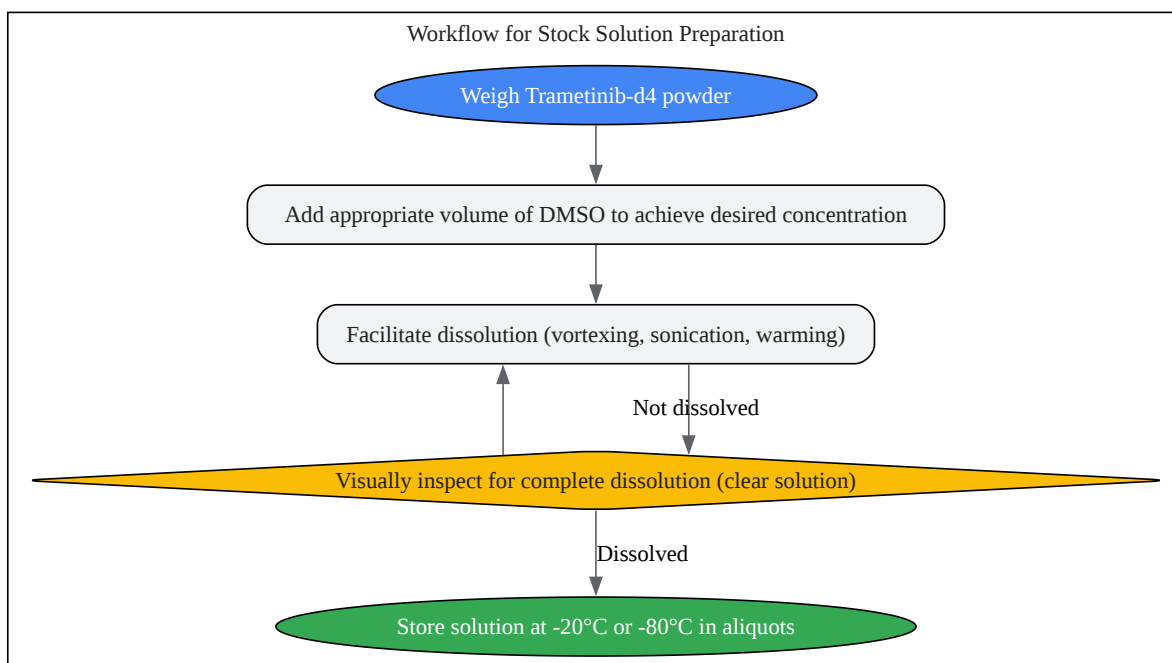 Workflow for Stock Solution Preparation
Weigh Trametinib-d4 powder
Add appropriate volume of DMSO to achieve desired concentration
Facilitate dissolution (vortexing, sonication, warming)
Not dissolved
Visually inspect for complete dissolution (clear solution)
Dissolved
Store solution at -20°C or -80°C in aliquots